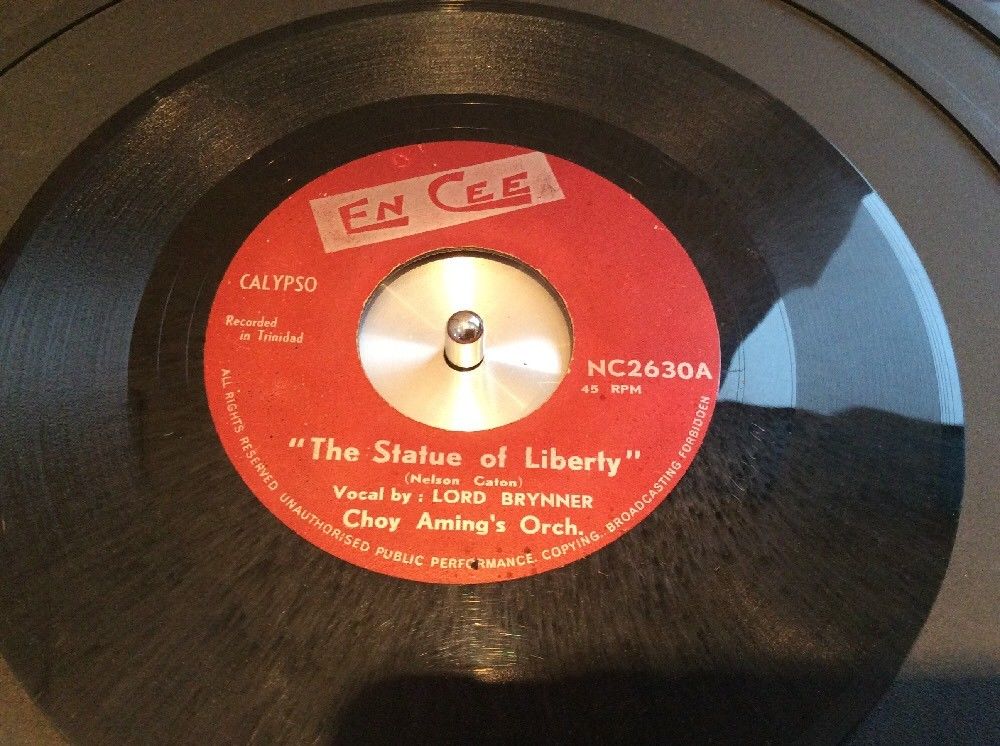 EN CEE
CALYPSO
Recorded
in Trinidad
NC2630A
45 RPM
"The Statue of Liberty"
(Nelson Caton)
Vocal by : LORD BRYNNER
Choy Aming's Orch.
ALL RIGHTS RESERVED UNAUTHORISED PUBLIC PERFORMANCE. COPYING. BROADCASTING FORBIDDEN